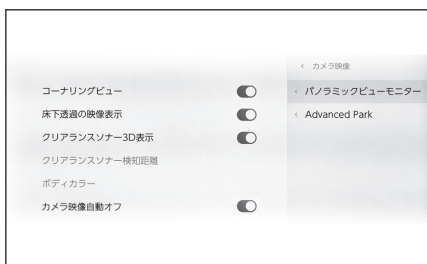 コーナリングビュー
床下透過の映像表示
クリアランスソナー3D表示
クリアランスソナー検知距離
ボディカラー
カメラ映像自動オフ
< カメラ映像
< パノラミックビューモニター
< Advanced Park